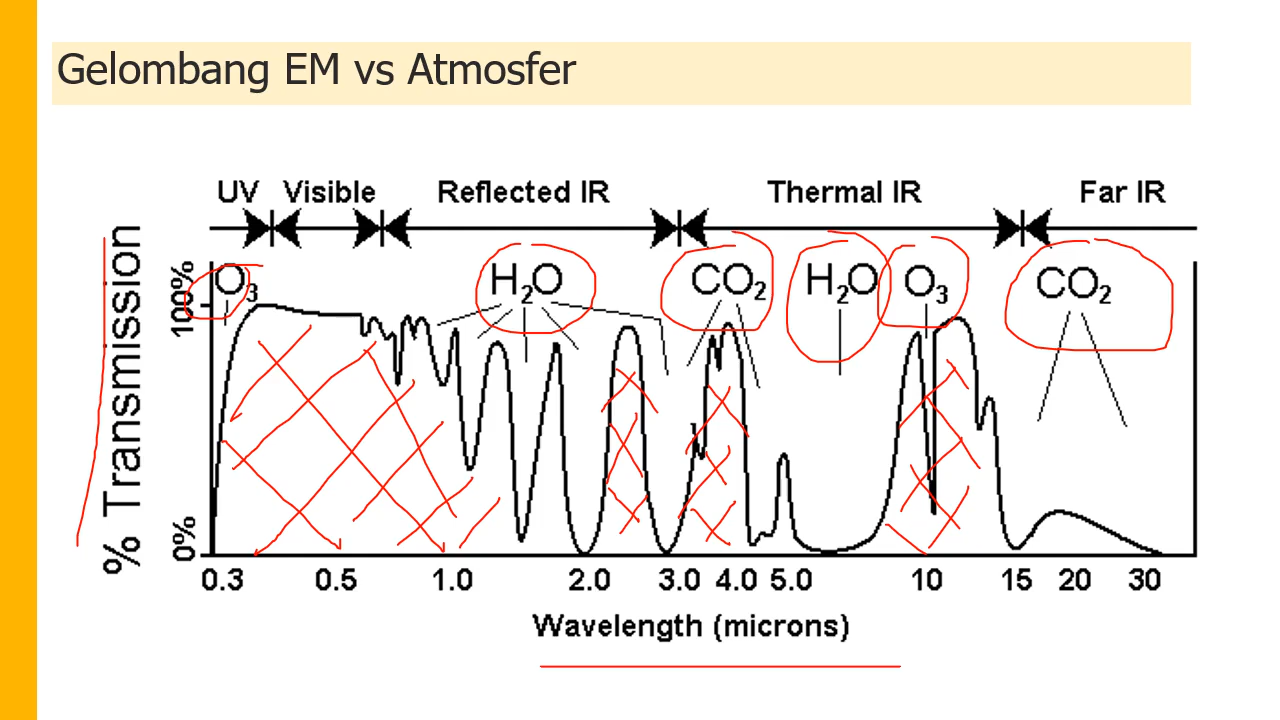 Gelombang EM vs Atmosfer
UV Visible Reflected IR Thermal IR Far IR
O₃ H₂O CO₂ H₂O O₃ CO₂
% Transmission
100%
0%
0.3 0.5 1.0 2.0 3.0 4.0 5.0 10 15 20 30
Wavelength (microns)